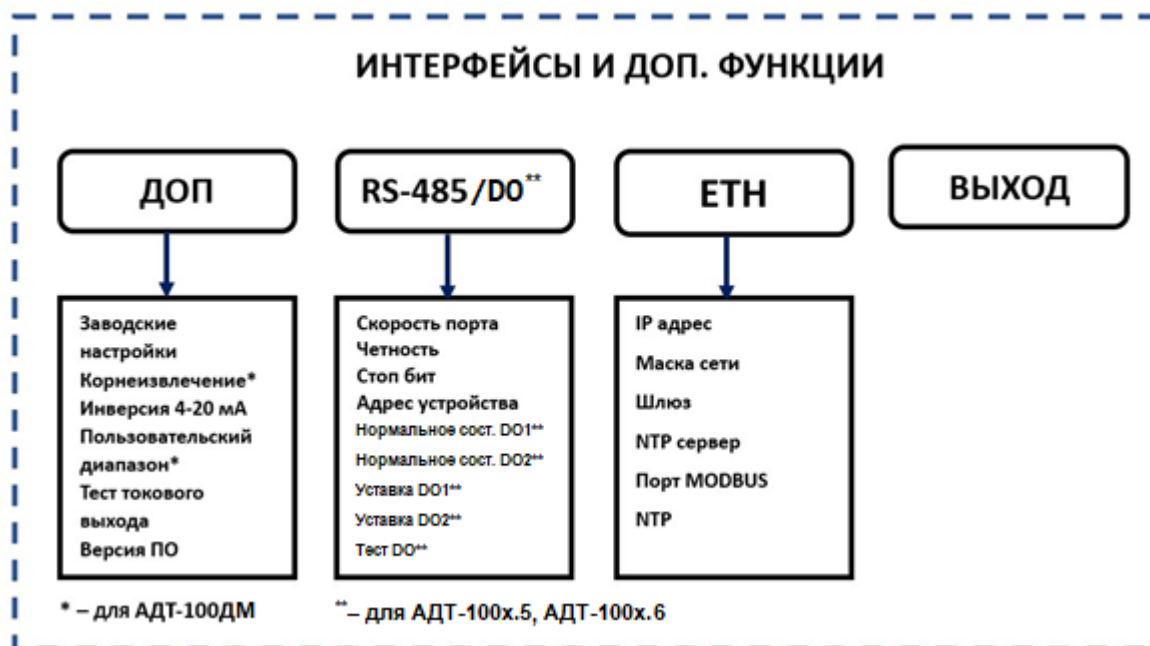 ИНТЕРФЕЙСЫ И ДОП. ФУНКЦИИ
ДОП
RS-485/DO**
ETH
ВЫХОД
Заводские
настройки
Корнеизвлечение*
Инверсия 4-20 мА
Пользовательский
диапазон*
Тест токового
выхода
Версия ПО
Скорость порта
Четность
Стоп бит
Адрес устройства
Нормальное сост. DO1**
Нормальное сост. DO2**
Уставка DO1**
Уставка DO2**
Тест DO**
IP адрес
Маска сети
Шлюз
NTP сервер
Порт MODBUS
NTP
* – для АДТ-100ДМ
**– для АДТ-100х.5, АДТ-100х.6